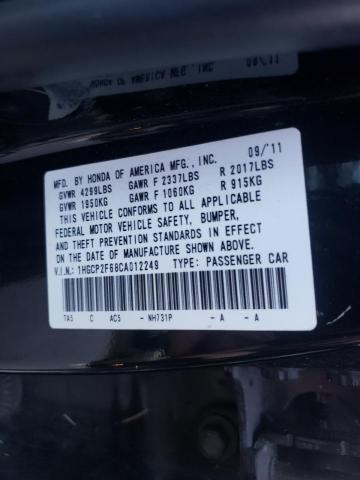 MFD. BY HONDA OF AMERICA MFG., INC. 09/11
GVWR 4299LBS GAWR F 2337LBS R 2017LBS
GVWR 1950KG GAWR F 1060KG R 915KG
THIS VEHICLE CONFORMS TO ALL APPLICABLE
FEDERAL MOTOR VEHICLE SAFETY, BUMPER,
AND THEFT PREVENTION STANDARDS IN EFFECT
ON THE DATE OF MANUFACTURE SHOWN ABOVE.
V.I.N.: 1HGCP2F68CA012249 TYPE: PASSENGER CAR
TA5 C AC5 - NH731P - A - A